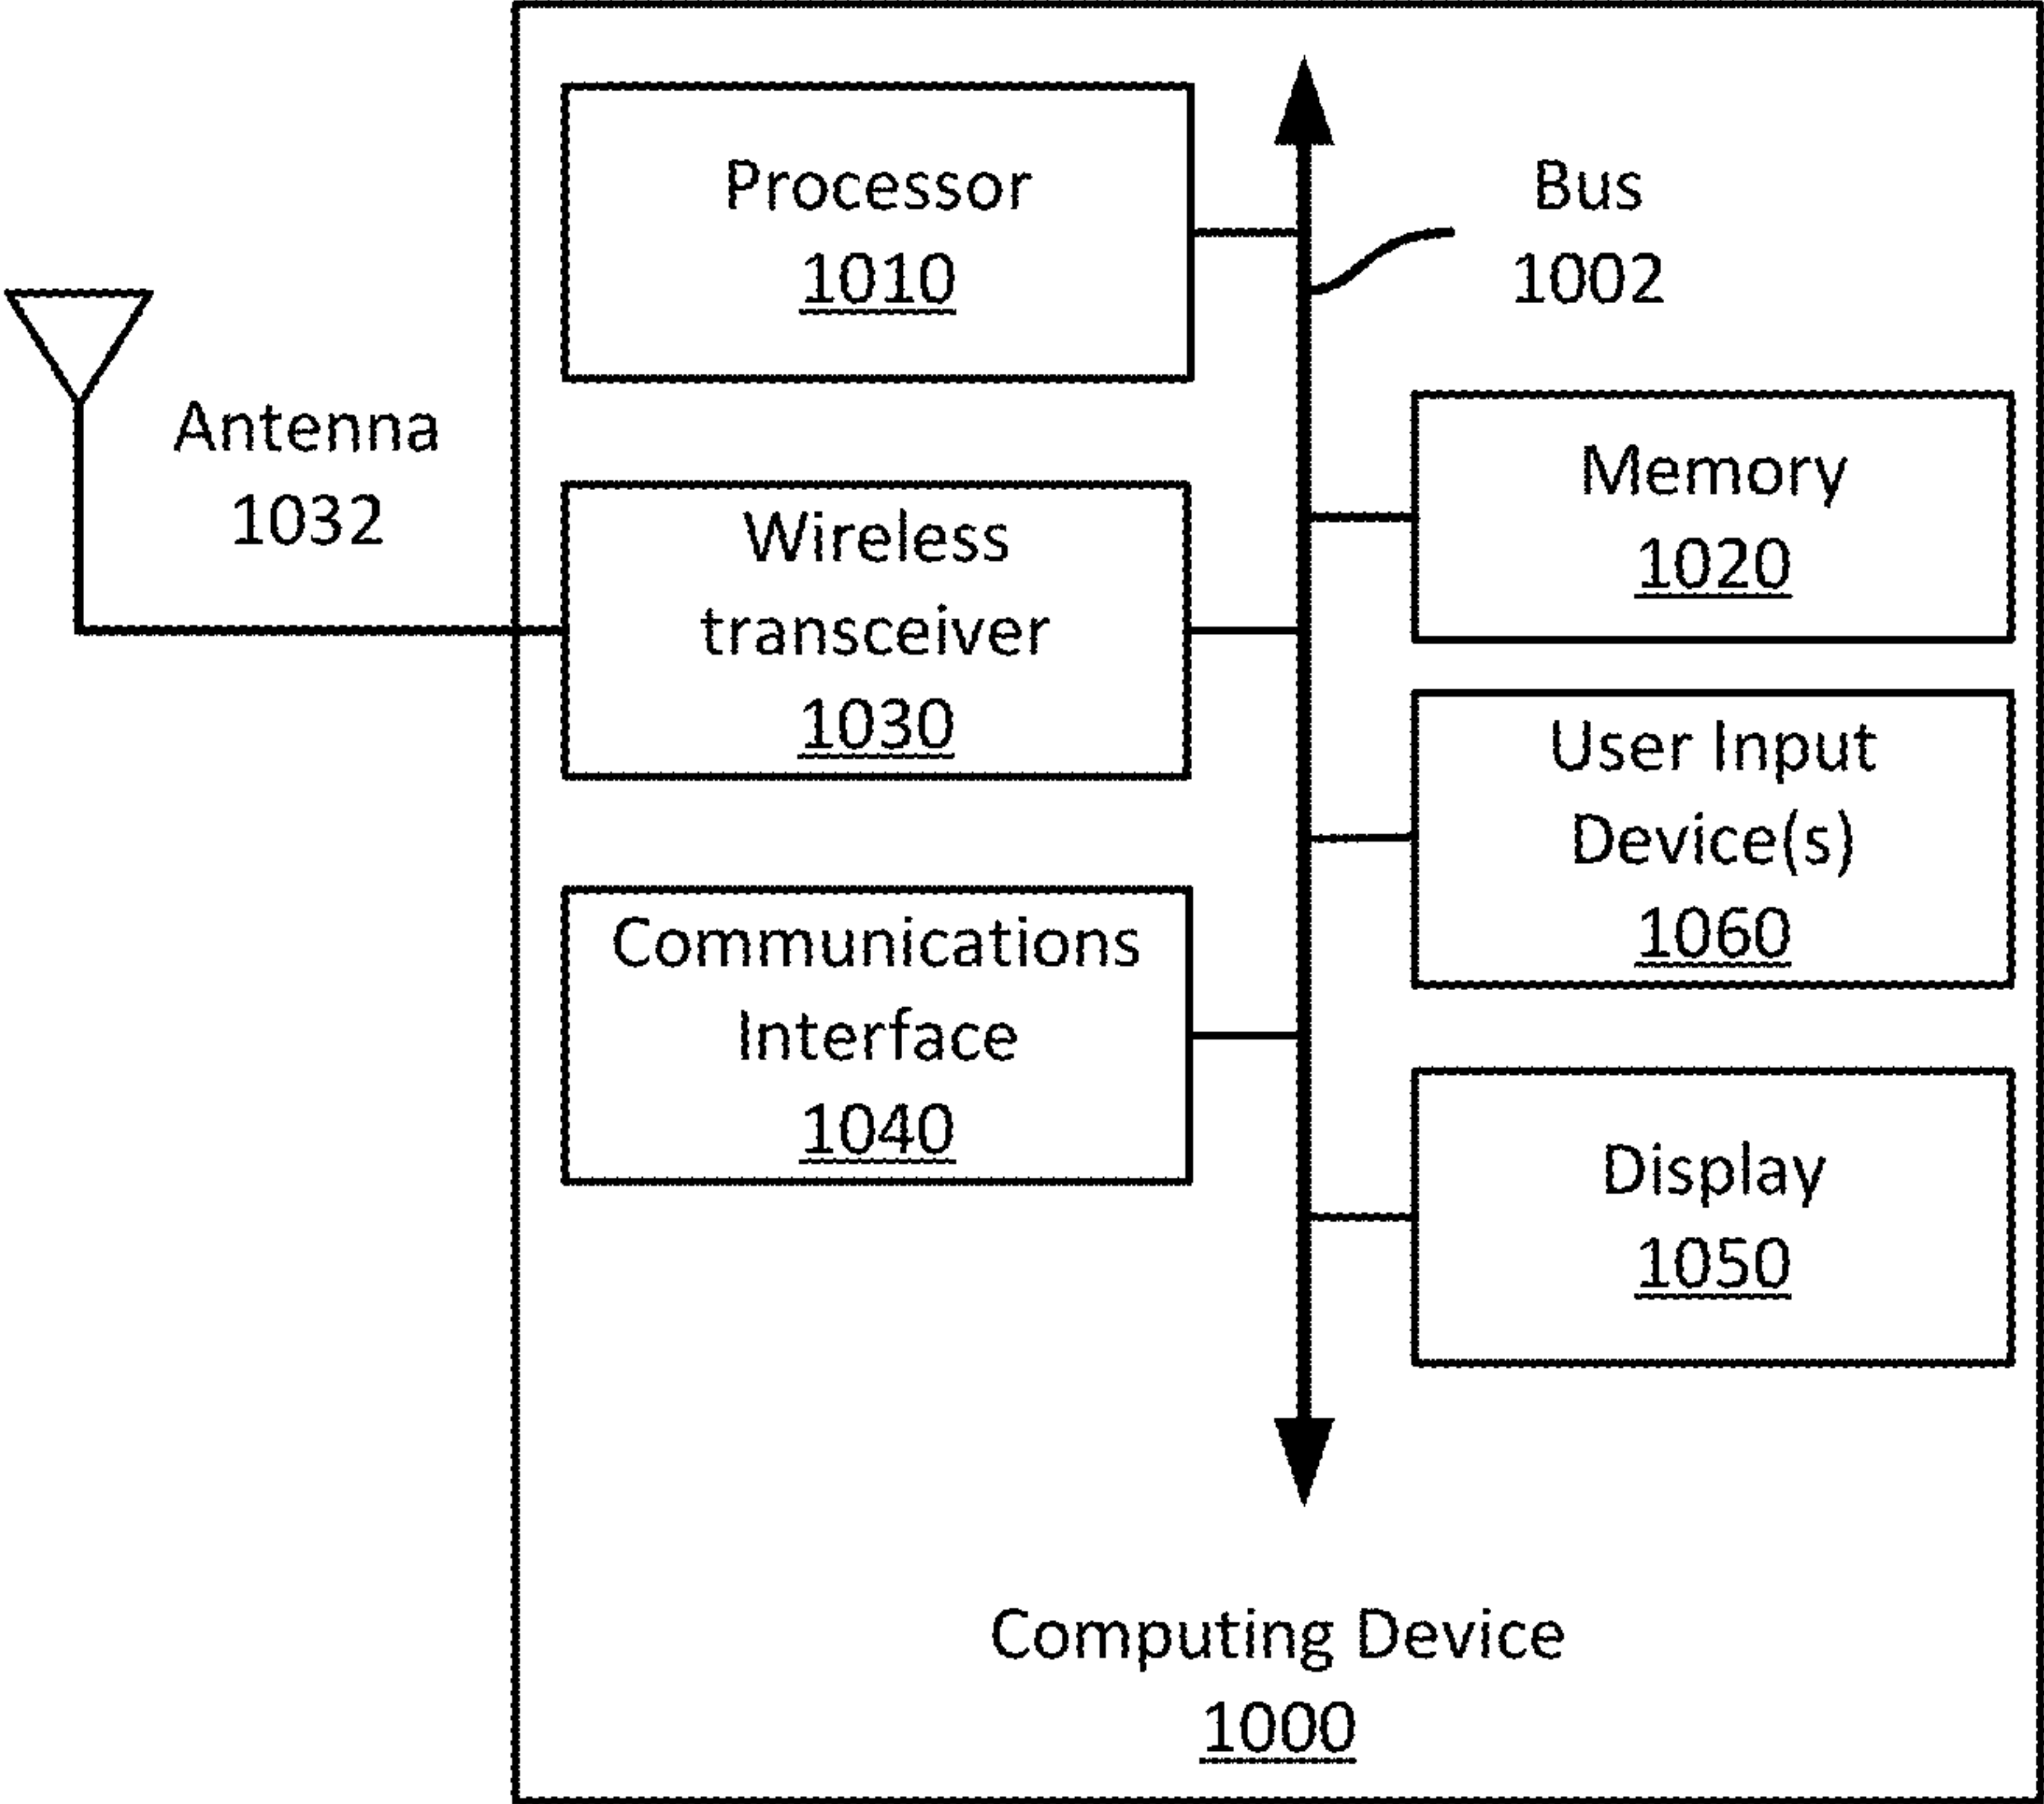 Processor
1010
Bus
1002
Antenna
1032
Memory
1020
Wireless
transceiver
1030
User Input
Device(s)
1060
Communications
Interface
1040
Display
1050
Computing Device
1000